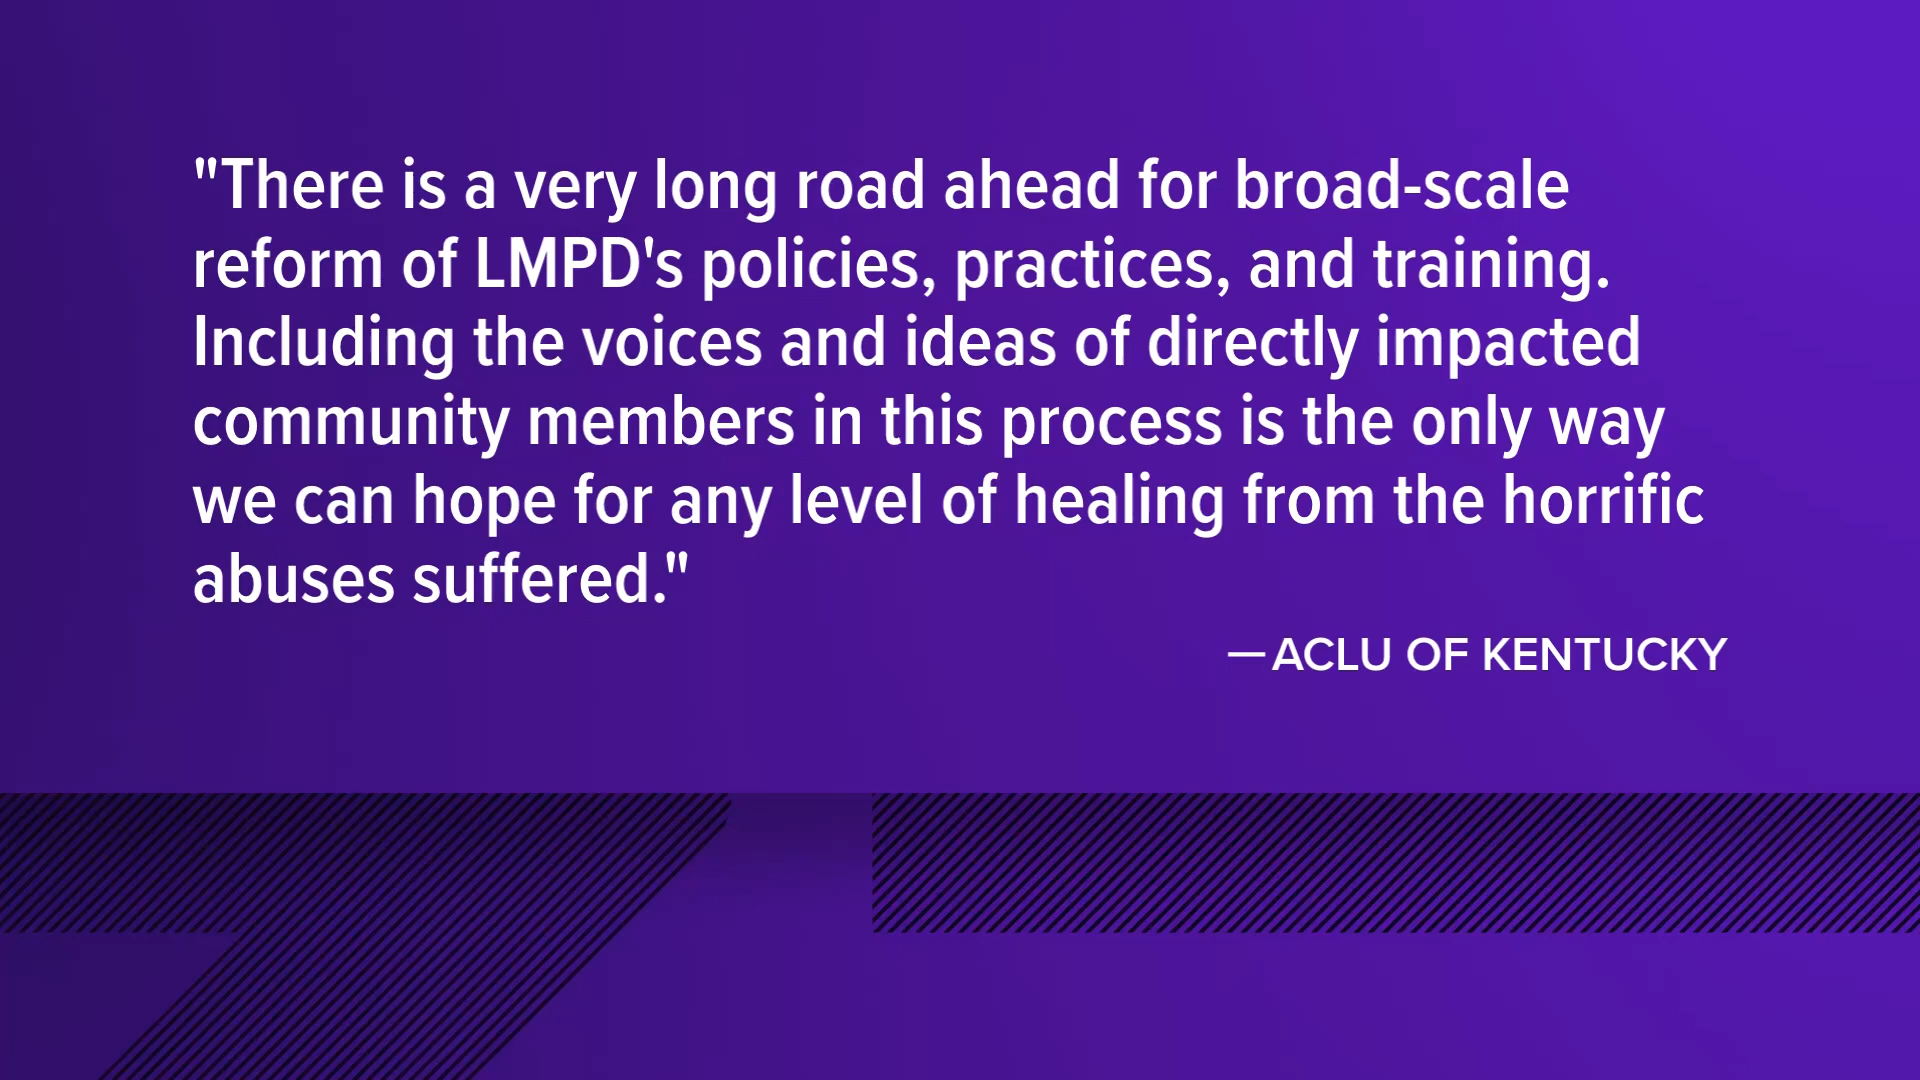 "There is a very long road ahead for broad-scale
reform of LMPD's policies, practices, and training.
Including the voices and ideas of directly impacted
community members in this process is the only way
we can hope for any level of healing from the horrific
abuses suffered."
—ACLU OF KENTUCKY